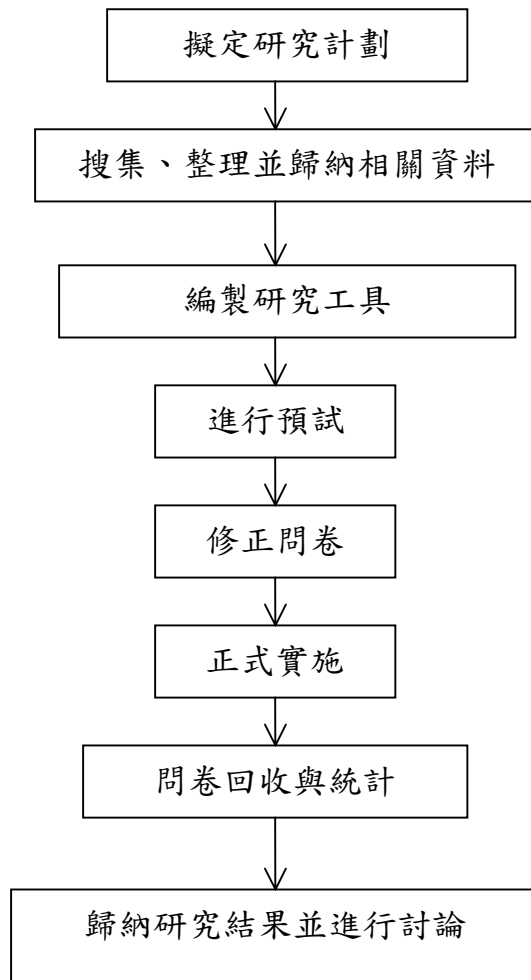 擬定研究計劃
搜集、整理並歸納相關資料
編製研究工具
進行預試
修正問卷
正式實施
問卷回收與統計
歸納研究結果並進行討論